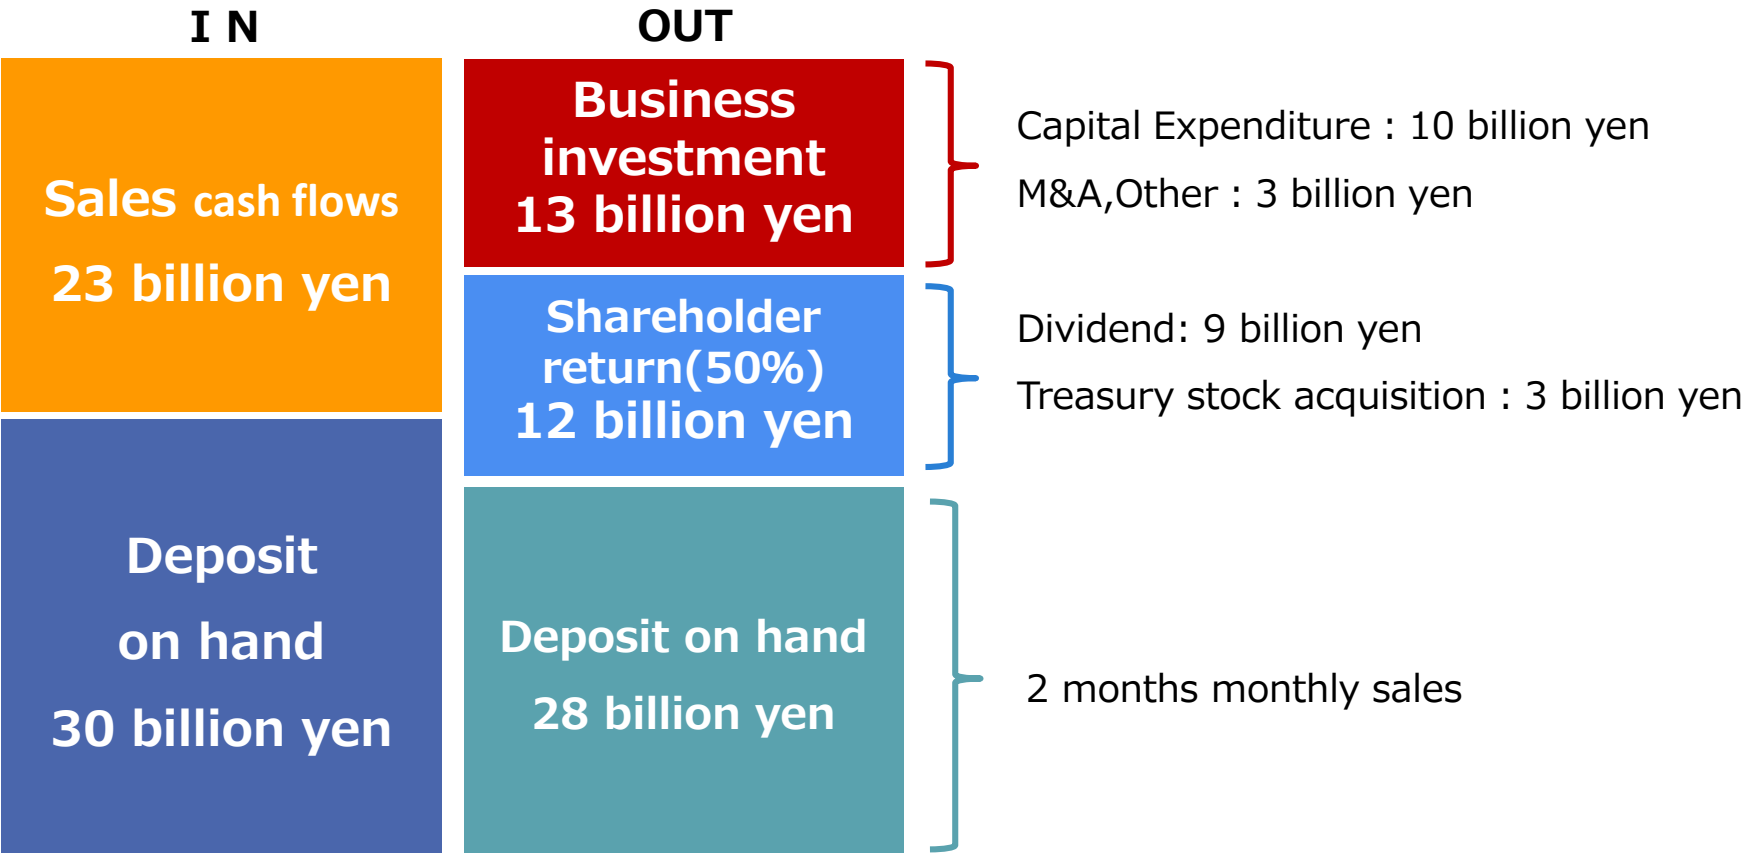 I N
Sales cash flows
23 billion yen
Deposit
on hand
30 billion yen
OUT
Business
investment
13 billion yen
Shareholder
return(50%)
12 billion yen
Deposit on hand
28 billion yen
Capital Expenditure : 10 billion yen
M&A,Other : 3 billion yen
Dividend: 9 billion yen
Treasury stock acquisition : 3 billion yen
2 months monthly sales